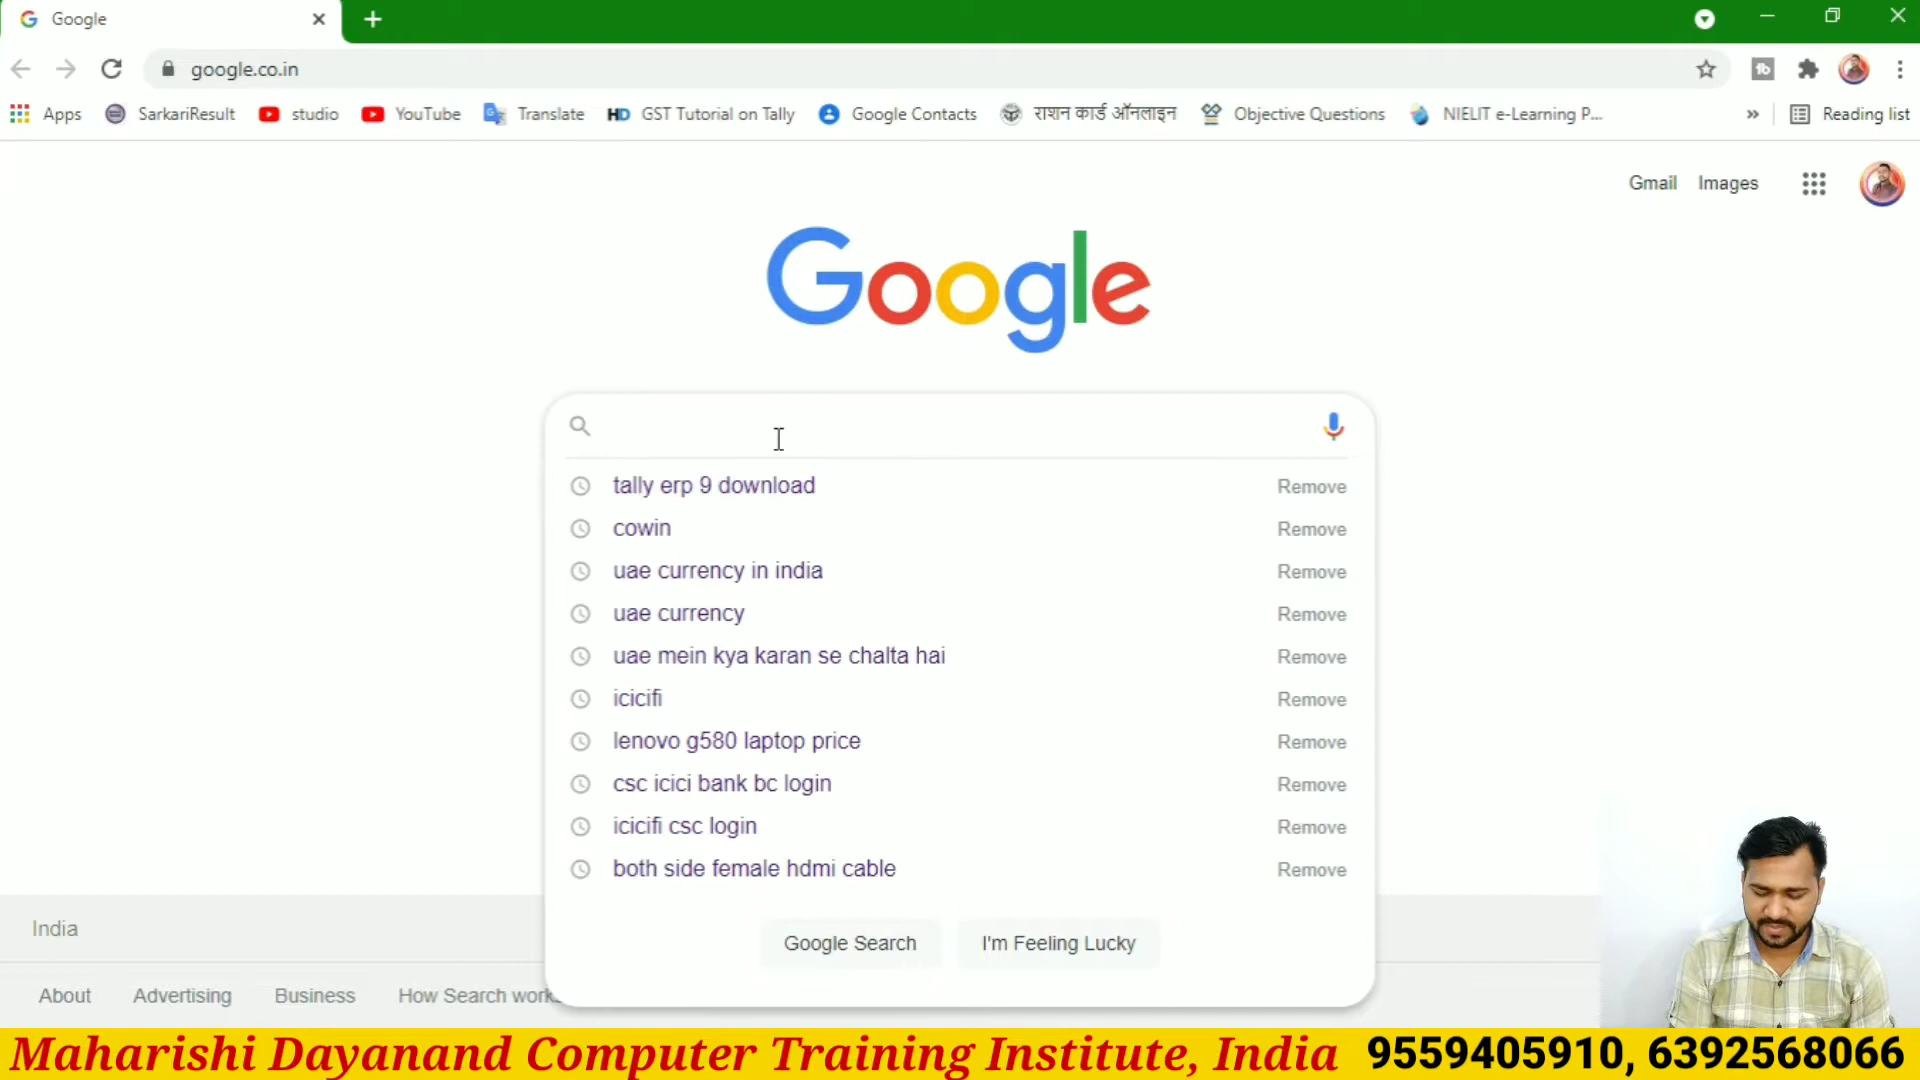 Google
google.co.in
Apps SarkariResult studio YouTube Translate HD GST Tutorial on Tally Google Contacts राशन कार्ड ऑनलाइन Objective Questions NIELIT e-Learning P... » Reading list
Gmail Images
Google
tally erp 9 download Remove
cowin Remove
uae currency in india Remove
uae currency Remove
uae mein kya karan se chalta hai Remove
icicifi Remove
lenovo g580 laptop price Remove
csc icici bank bc login Remove
icicifi csc login Remove
both side female hdmi cable Remove
Google Search I'm Feeling Lucky
India
About Advertising Business How Search works
Maharishi Dayanand Computer Training Institute, India 9559405910, 6392568066